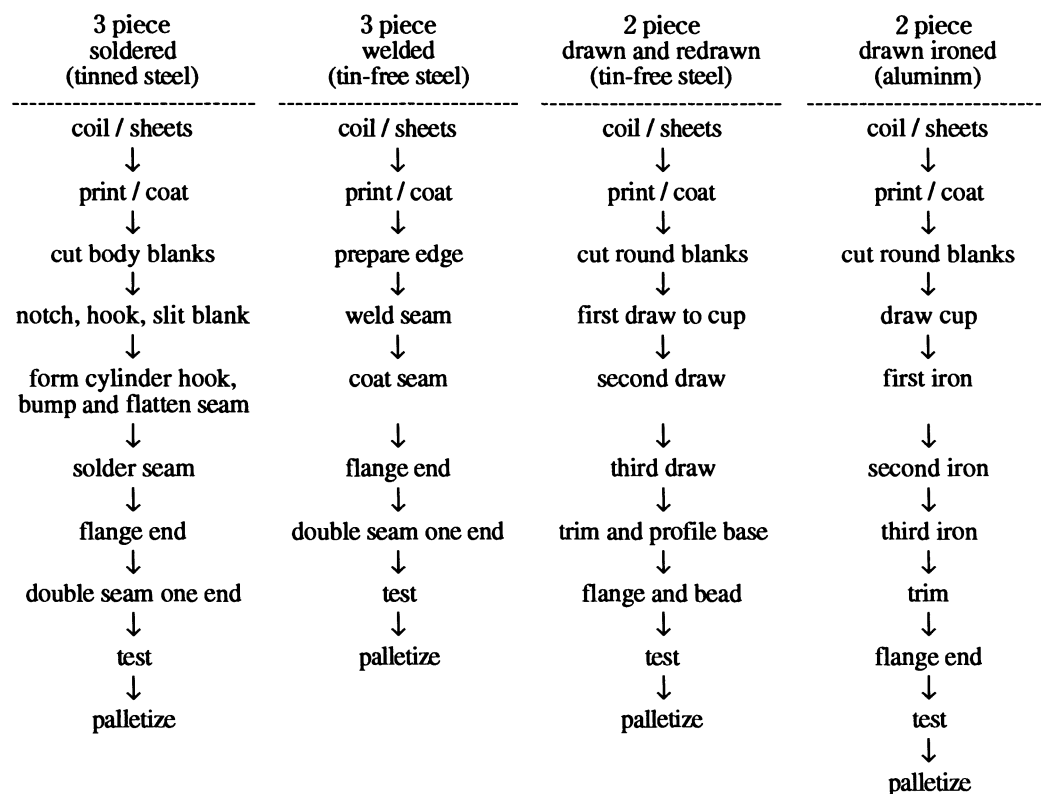 3 piece
soldered
(tinned steel)
coil / sheets
↓
print / coat
↓
cut body blanks
↓
notch, hook, slit blank
↓
form cylinder hook,
bump and flatten seam
↓
solder seam
↓
flange end
↓
double seam one end
↓
test
↓
palletize
3 piece
welded
(tin-free steel)
coil / sheets
↓
print / coat
↓
prepare edge
↓
weld seam
↓
coat seam
↓
flange end
↓
double seam one end
↓
test
↓
palletize
2 piece
drawn and redrawn
(tin-free steel)
coil / sheets
↓
print / coat
↓
cut round blanks
↓
first draw to cup
↓
second draw
↓
third draw
↓
trim and profile base
↓
flange and bead
↓
test
↓
palletize
2 piece
drawn ironed
(aluminm)
coil / sheets
↓
print / coat
↓
cut round blanks
↓
draw cup
↓
first iron
↓
second iron
↓
third iron
↓
trim
↓
flange end
↓
test
↓
palletize